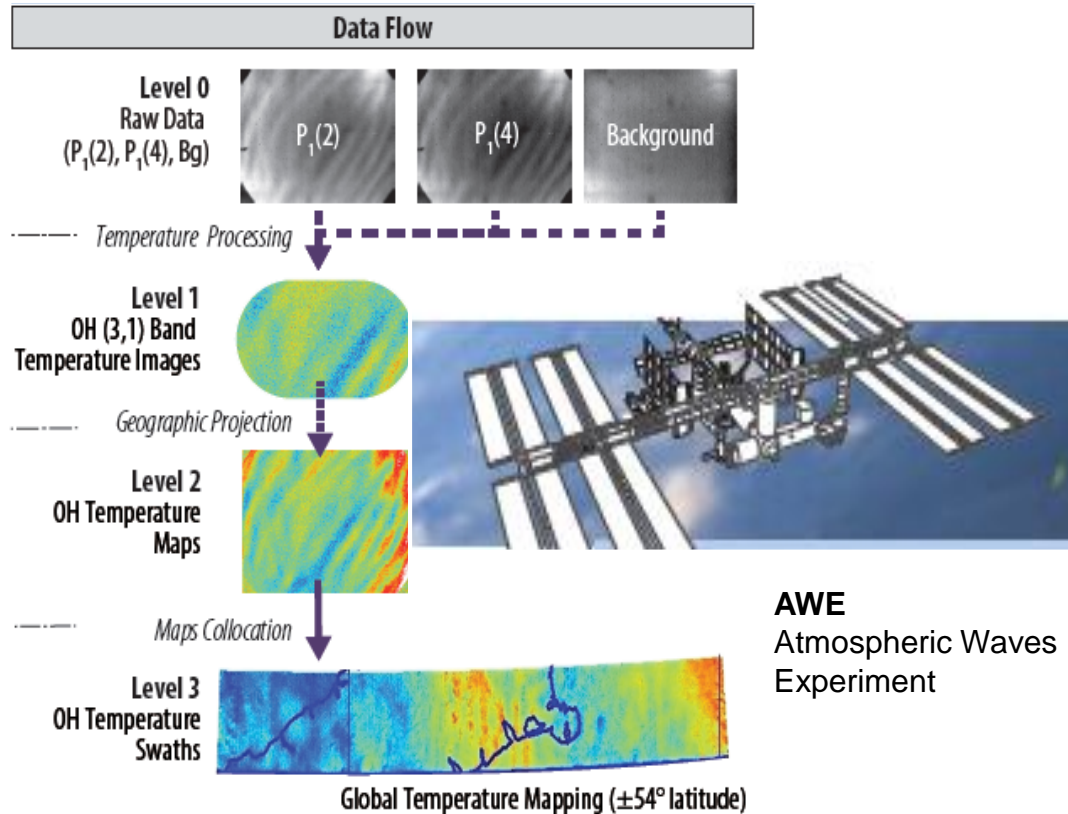 Data Flow
Level 0
Raw Data
(P₁(2), P₁(4), Bg)
P₁(2)
P₁(4)
Background
Temperature Processing
Level 1
OH (3,1) Band
Temperature Images
Geographic Projection
Level 2
OH Temperature
Maps
Maps Collocation
Level 3
OH Temperature
Swaths
Global Temperature Mapping (±54° latitude)
AWE
Atmospheric Waves
Experiment